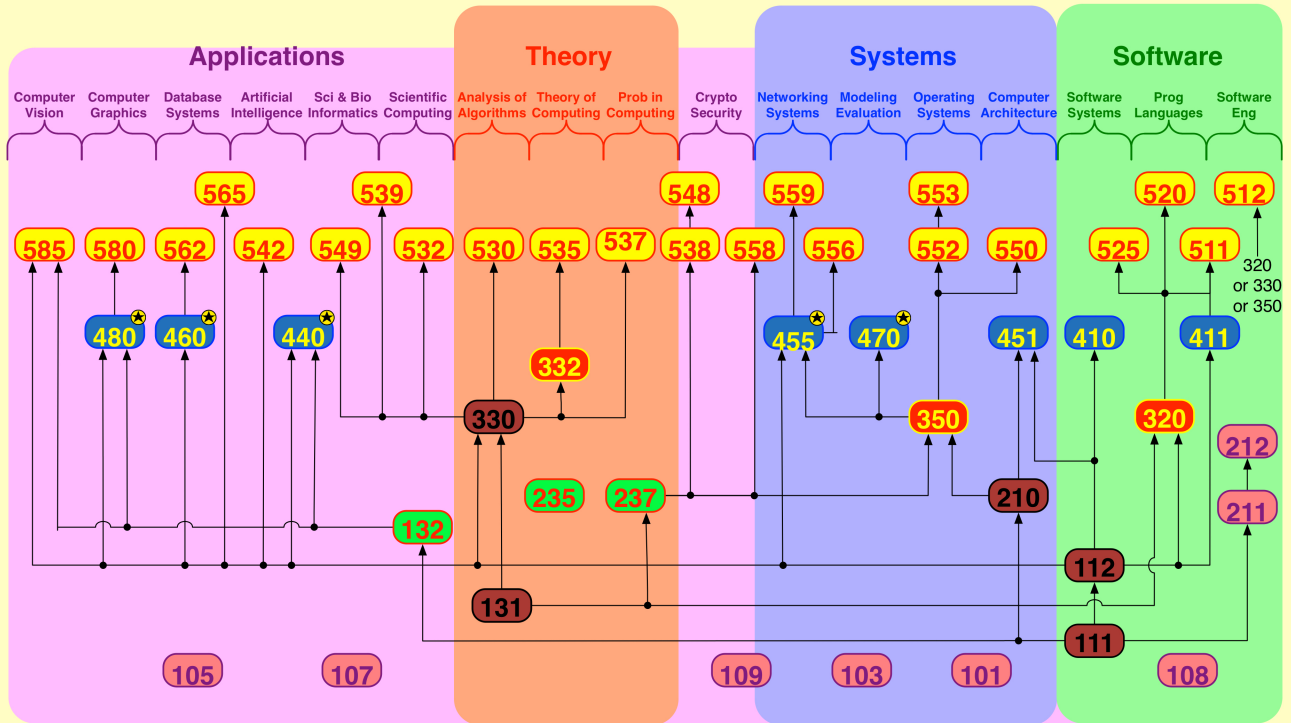 Applications
Theory
Systems
Software
Computer
Vision
Computer
Graphics
Database
Systems
Artificial
Intelligence
Sci & Bio
Informatics
Scientific
Computing
Analysis of
Algorithms
Theory of
Computing
Prob in
Computing
Crypto
Security
Networking
Systems
Modeling
Evaluation
Operating
Systems
Computer
Architecture
Software
Systems
Prog
Languages
Software
Eng
565
539
548
559
553
520
512
585
580
562
542
549
532
530
535
537
538
558
556
552
550
525
511
320
or 330
or 350
480
460
440
455
470
451
410
411
332
330
350
320
212
235
237
210
211
132
112
131
111
105
107
109
103
101
108